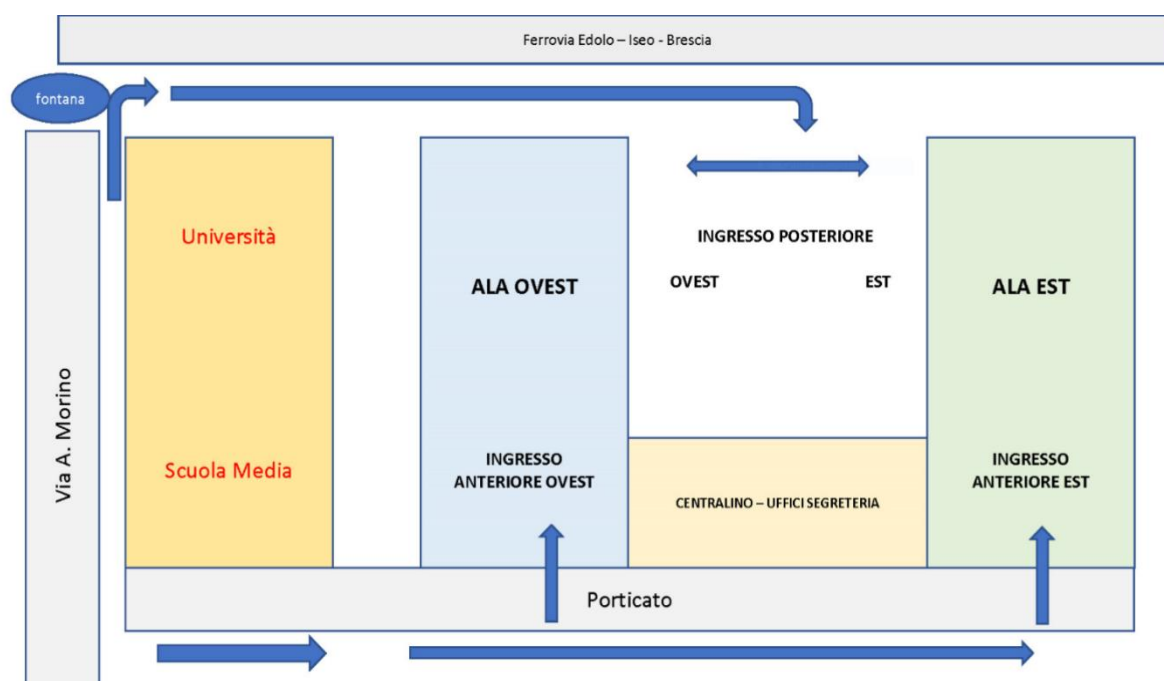 Ferrovia Edolo – Iseo - Brescia
fontana
Università
INGRESSO POSTERIORE
OVEST
EST
ALA OVEST
ALA EST
Via A. Morino
Scuola Media
INGRESSO
ANTERIORE OVEST
CENTRALINO – UFFICI SEGRETERIA
INGRESSO
ANTERIORE EST
Porticato